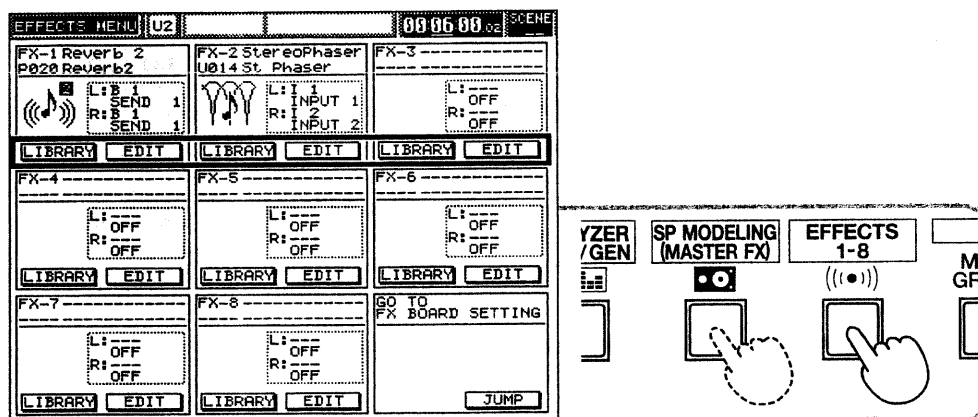 EFFECTS MENU U2 00:06:00.02 SCENE
FX-1 Reverb 2
P020 Reverb2
L: B 1
SEND 1
R: B 1
SEND 1
LIBRARY EDIT
FX-2 StereoPhaser
U014 St Phaser
L: I 1
INPUT 1
R: I 2
INPUT 2
LIBRARY EDIT
FX-3
L: ---
OFF
R: ---
OFF
LIBRARY EDIT
FX-4
L: ---
OFF
R: ---
OFF
LIBRARY EDIT
FX-5
L: ---
OFF
R: ---
OFF
LIBRARY EDIT
FX-6
L: ---
OFF
R: ---
OFF
LIBRARY EDIT
FX-7
L: ---
OFF
R: ---
OFF
LIBRARY EDIT
FX-8
L: ---
OFF
R: ---
OFF
LIBRARY EDIT
GO TO
FX BOARD SETTING
JUMP
YZER
/GEN
SP MODELING
(MASTER FX)
EFFECTS
1-8
M
GR